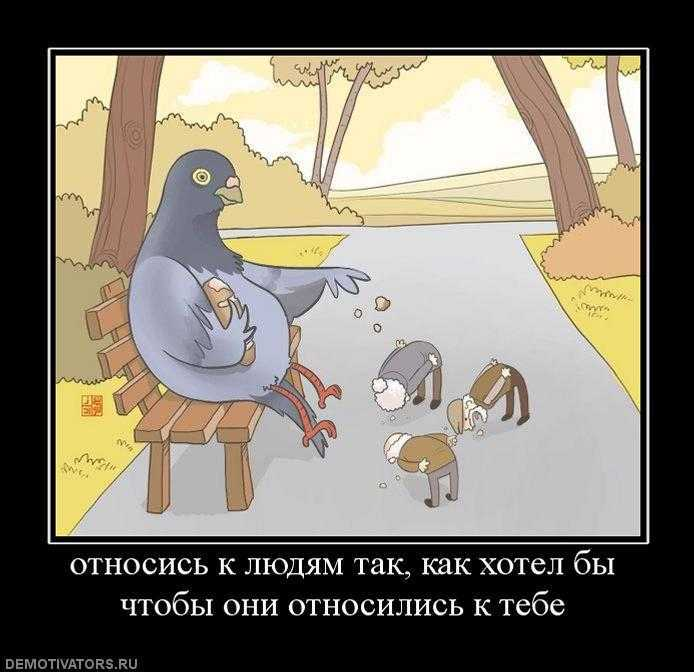 относись к людям так, как хотел бы
чтобы они относились к тебе
DEMOTIVATORS.RU